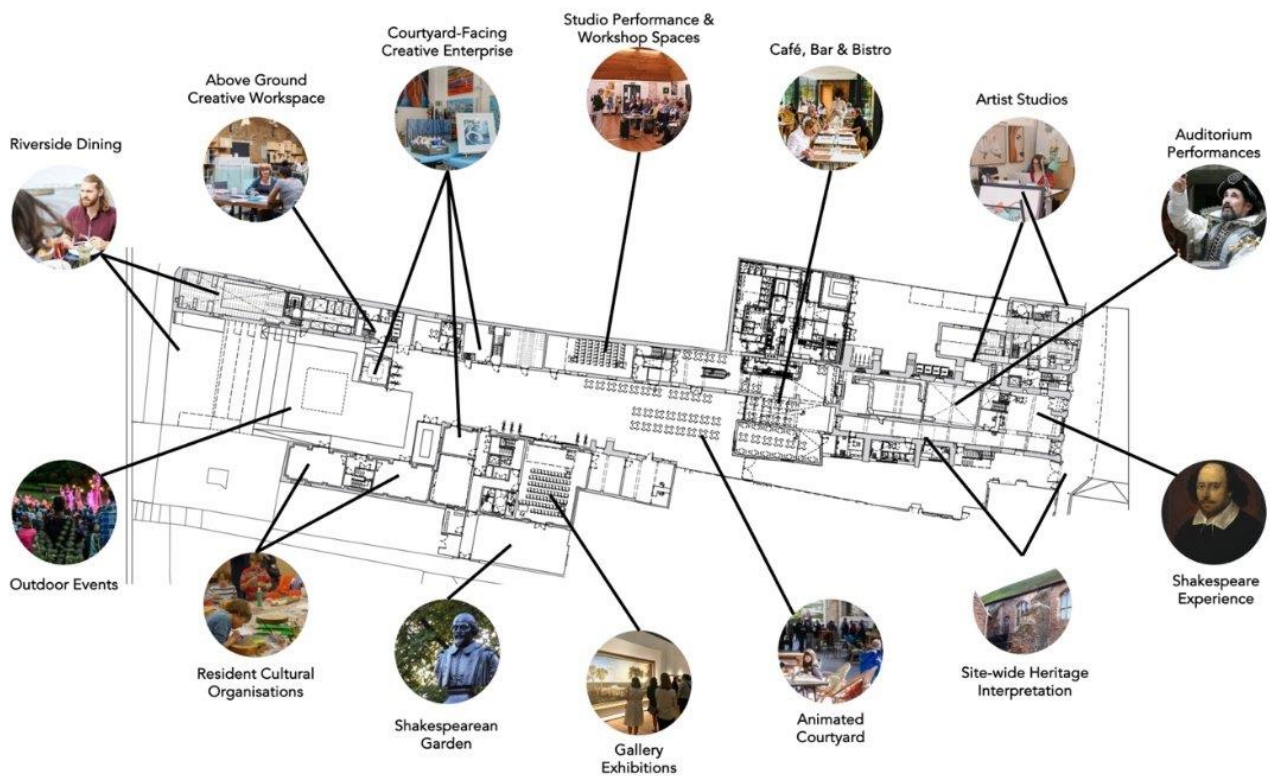 Studio Performance &
Workshop Spaces
Courtyard-Facing
Creative Enterprise
Café, Bar & Bistro
Above Ground
Creative Workspace
Artist Studios
Riverside Dining
Auditorium
Performances
Outdoor Events
Shakespeare
Experience
Resident Cultural
Organisations
Site-wide Heritage
Interpretation
Shakespearean
Garden
Animated
Courtyard
Gallery
Exhibitions